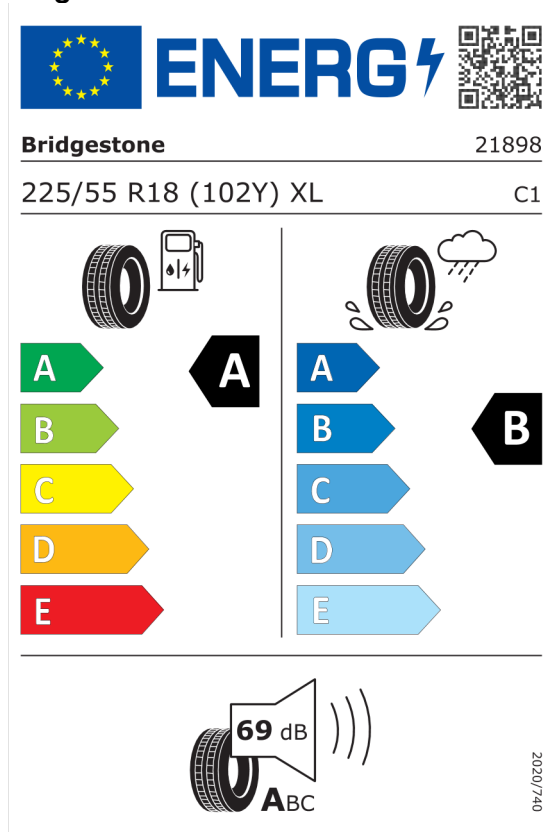 ENERG
Bridgestone 21898
225/55 R18 (102Y) XL C1
A A A
B B B
C C
D D
E E
69 dB
ABC
2020/740